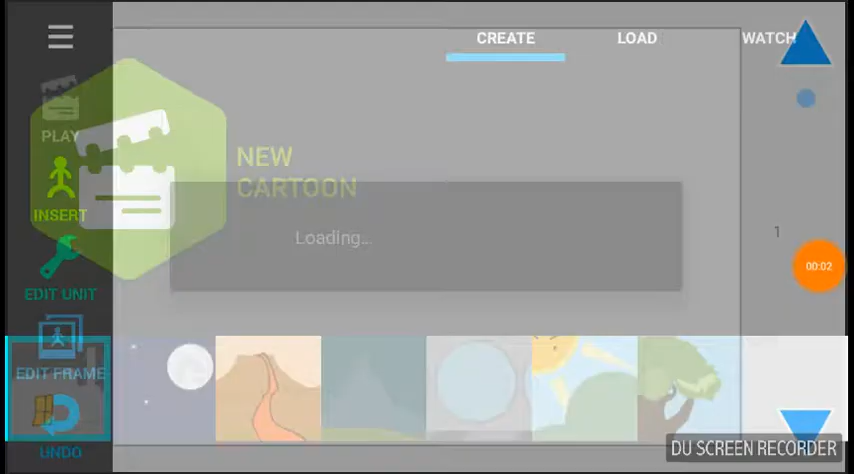 CREATE
LOAD
WATCH
PLAY
NEW
CARTOON
INSERT
Loading...
1
00:02
EDIT UNIT
EDIT FRAME
UNDO
DU SCREEN RECORDER